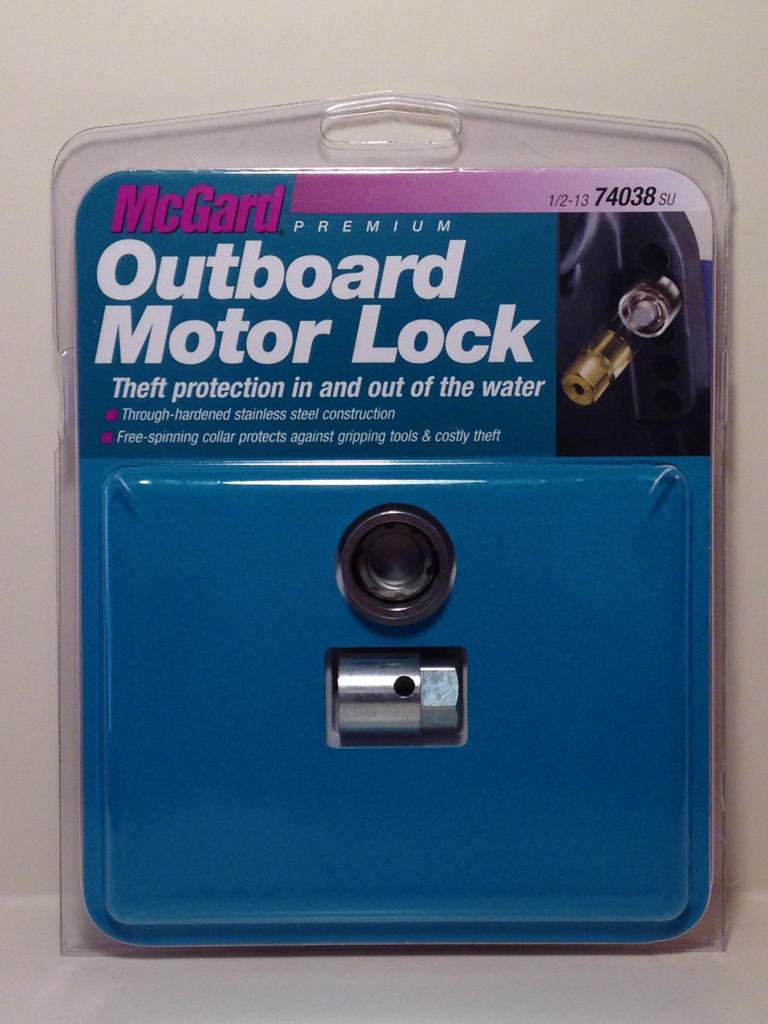 McGard PREMIUM
1/2-13 74038 SU
Outboard
Motor Lock
Theft protection in and out of the water
Through-hardened stainless steel construction
Free-spinning collar protects against gripping tools & costly theft